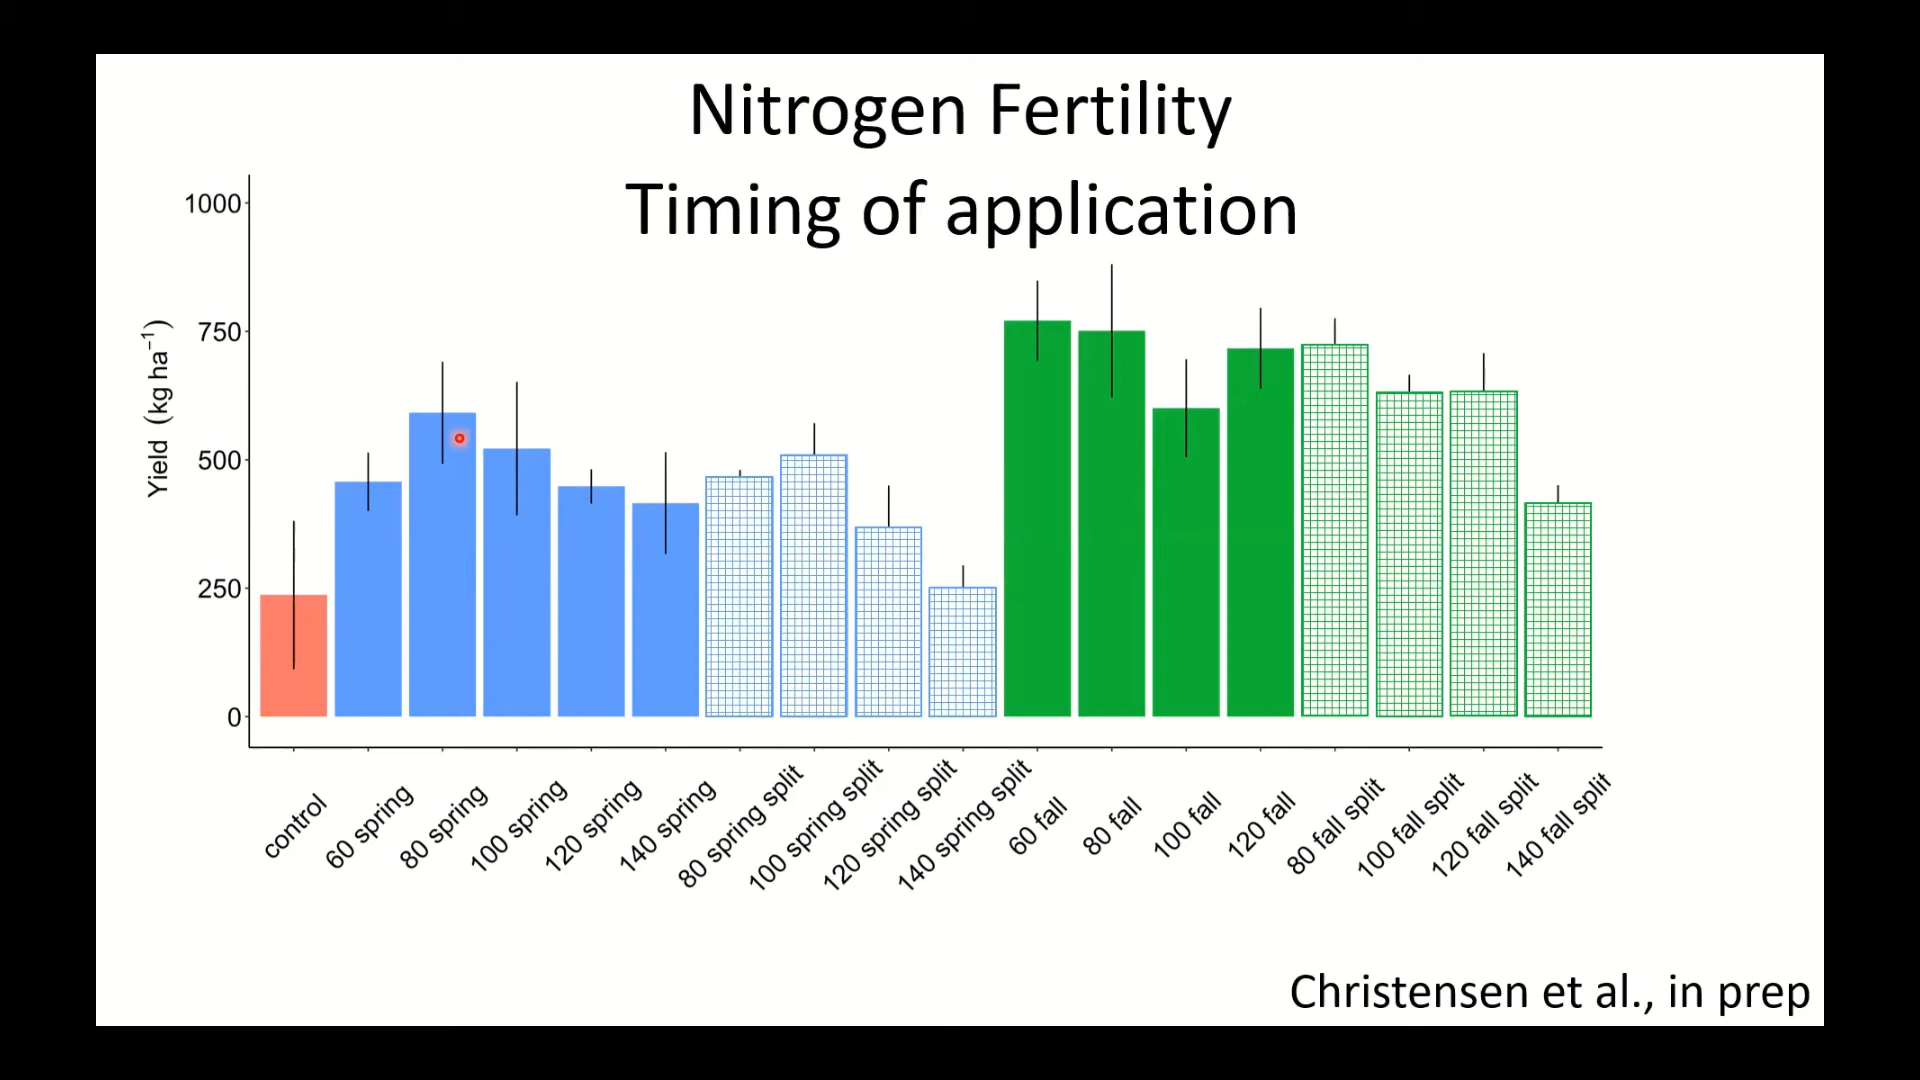 Nitrogen Fertility
Timing of application
1000
750
500
250
0
Yield (kg ha⁻¹)
control
60 spring
80 spring
100 spring
120 spring
140 spring
80 spring split
100 spring split
120 spring split
140 spring split
60 fall
80 fall
100 fall
120 fall
80 fall split
100 fall split
120 fall split
140 fall split
Christensen et al., in prep